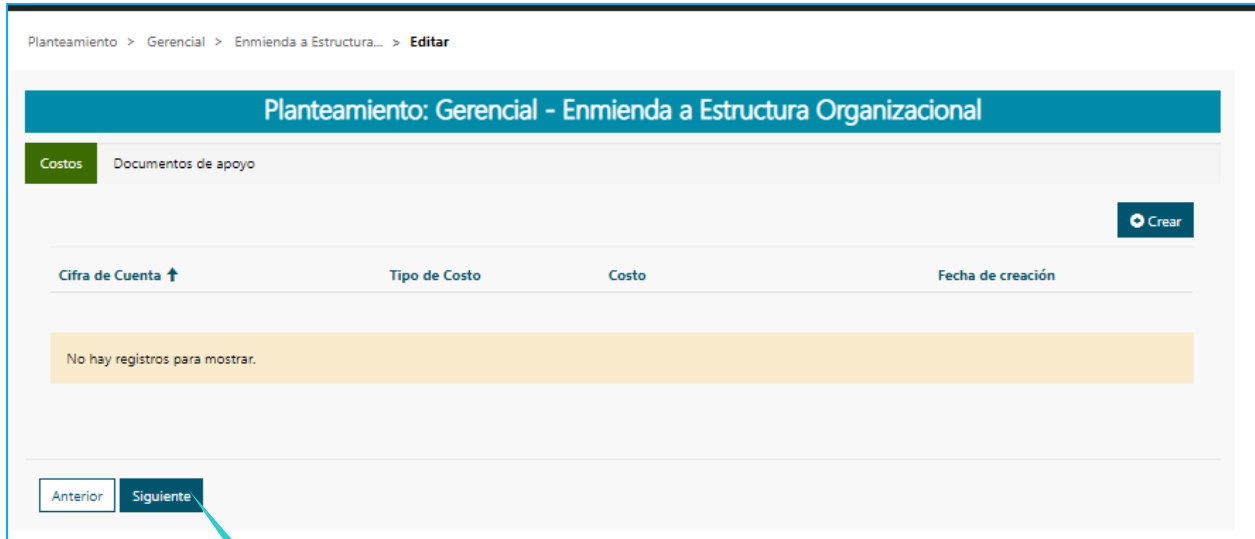 Planteamiento > Gerencial > Enmienda a Estructura... > Editar
Planteamiento: Gerencial - Enmienda a Estructura Organizacional
Costos Documentos de apoyo
Crear
Cifra de Cuenta ↑ Tipo de Costo Costo Fecha de creación
No hay registros para mostrar.
Anterior Siguiente